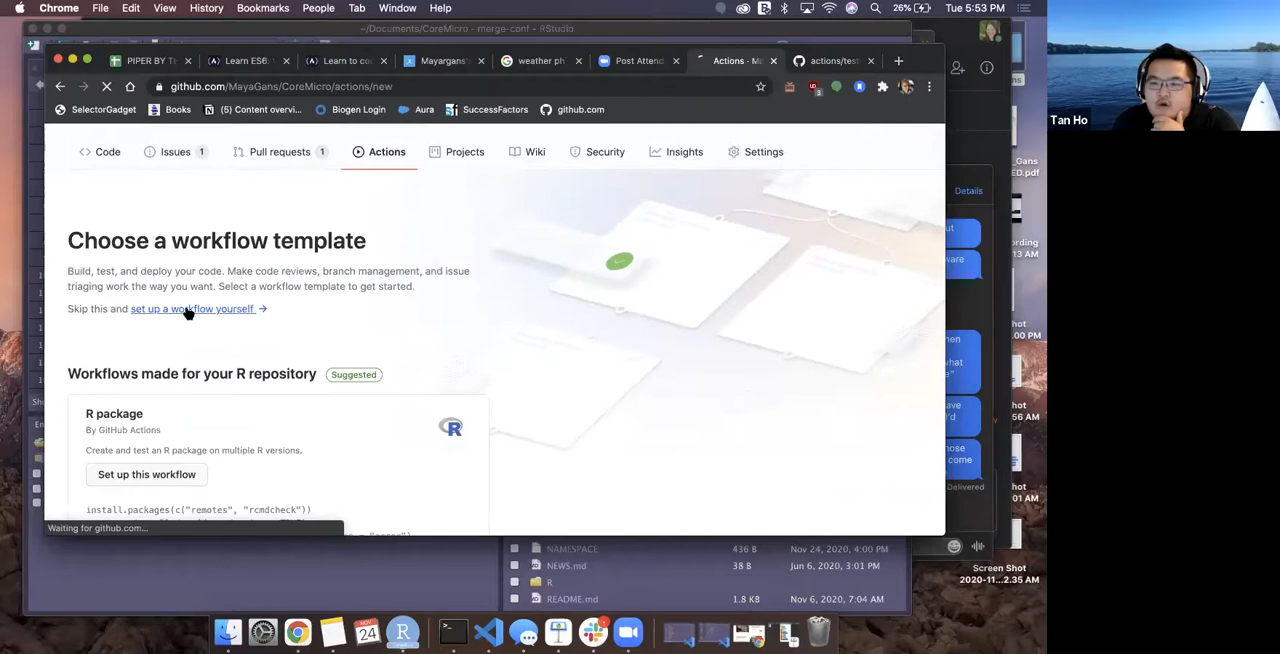 Chrome File Edit View History Bookmarks People Tab Window Help 26% Tue 5:53 PM
~/Documents/CoreMicro - merge-conf - RStudio
PIPER BY T Learn ES6: Learn to co Mayargans's weather ph Post Attend Actions - Ma actions/test
github.com/MayaGans/CoreMicro/actions/new
SelectorGadget Books (5) Content overvi... Biogen Login Aura SuccessFactors github.com
Tan Ho
Code Issues 1 Pull requests 1 Actions Projects Wiki Security Insights Settings
Details
Choose a workflow template
Build, test, and deploy your code. Make code reviews, branch management, and issue
triaging work the way you want. Select a workflow template to get started.
Skip this and set up a workflow yourself →
Workflows made for your R repository Suggested
R package
By GitHub Actions
Create and test an R package on multiple R versions.
Set up this workflow
install.packages(c("remotes", "rcmdcheck"))
Waiting for github.com...
Delivered
NAMESPACE 436 B Nov 24, 2020, 4:00 PM
NEWS.md 38 B Jun 6, 2020, 3:01 PM
R
README.md 1.8 KB Nov 6, 2020, 7:04 AM
Screen Shot
2020-11...2.35 AM
NOV
24